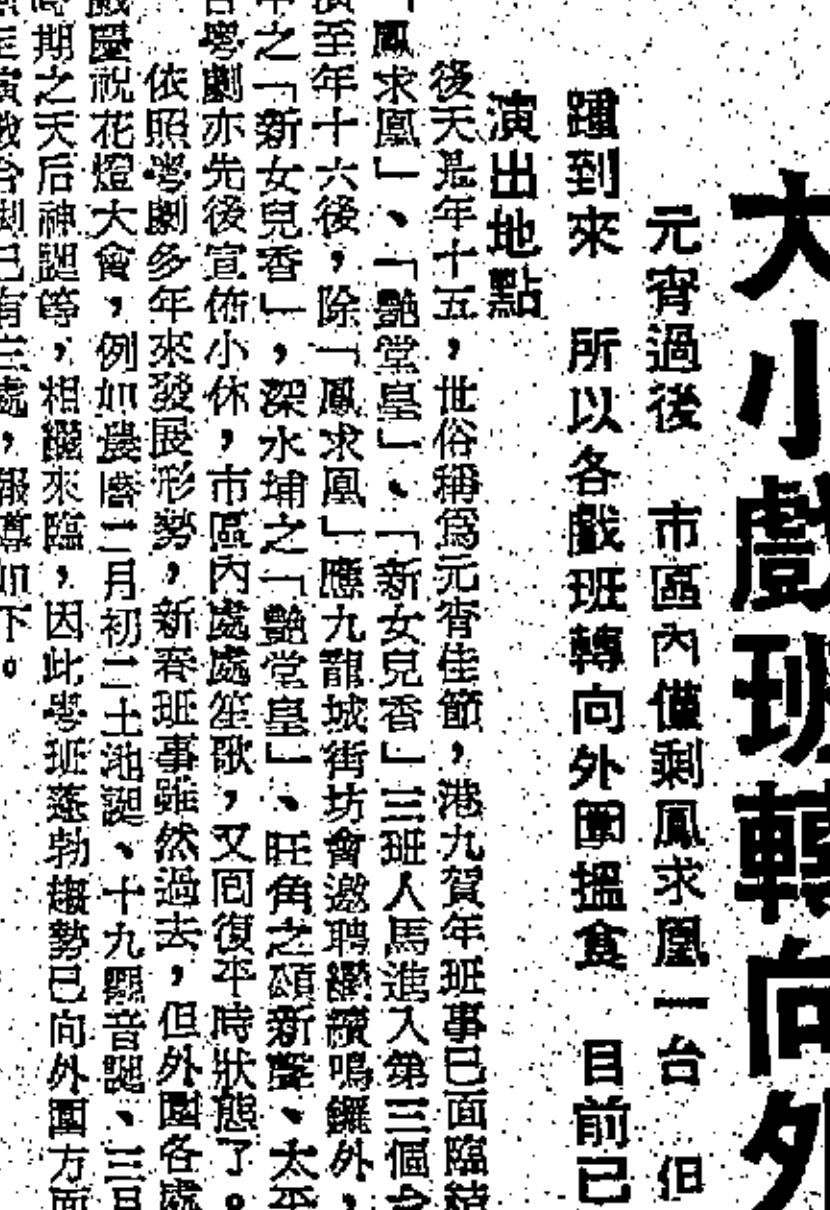 大小戲班轉向外
元宵過後 市區內僅剩鳳求凰一台 但
踵到來 所以各戲班轉向外圍搵食 目前已
演出地點
後天是年十五，世俗稱為元宵佳節，港九賀年班事已面臨結
「鳳求凰」、「艷堂皇」、「新女兒香」三班人馬進入第三個台
演至年十六後，除「鳳求凰」應九龍城街坊會邀聘繼續鳴鑼外，
中之「新女兒香」，深水埔之「艷堂皇」、旺角之頌新聲、太平
粵劇亦先後宣佈小休，市區內處處笙歌，又回復平時狀態了。
依照粵劇多年來發展形勢，新春班事雖然過去，但外圍各處
戲慶祝花燈大會，例如農曆二月初二土地誕、十九觀音誕、三月
期之天后神誕等，相繼來臨，因此粵班蓬勃趨勢已向外圍方面
定演戲台期已有三處，報導如下。